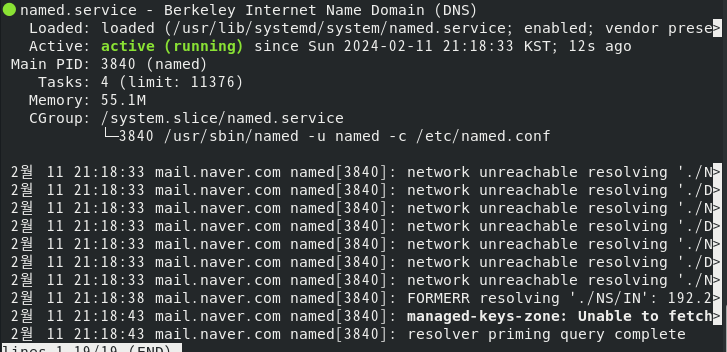 ● named.service - Berkeley Internet Name Domain (DNS)
Loaded: loaded (/usr/lib/systemd/system/named.service; enabled; vendor prese>
Active: active (running) since Sun 2024-02-11 21:18:33 KST; 12s ago
Main PID: 3840 (named)
Tasks: 4 (limit: 11376)
Memory: 55.1M
CGroup: /system.slice/named.service
└─3840 /usr/sbin/named -u named -c /etc/named.conf
2월 11 21:18:33 mail.naver.com named[3840]: network unreachable resolving './N>
2월 11 21:18:33 mail.naver.com named[3840]: network unreachable resolving './D>
2월 11 21:18:33 mail.naver.com named[3840]: network unreachable resolving './N>
2월 11 21:18:33 mail.naver.com named[3840]: network unreachable resolving './D>
2월 11 21:18:33 mail.naver.com named[3840]: network unreachable resolving './N>
2월 11 21:18:33 mail.naver.com named[3840]: network unreachable resolving './D>
2월 11 21:18:33 mail.naver.com named[3840]: network unreachable resolving './N>
2월 11 21:18:38 mail.naver.com named[3840]: FORMERR resolving './NS/IN': 192.2>
2월 11 21:18:43 mail.naver.com named[3840]: managed-keys-zone: Unable to fetch>
2월 11 21:18:43 mail.naver.com named[3840]: resolver priming query complete
lines 1-19/19 (END)